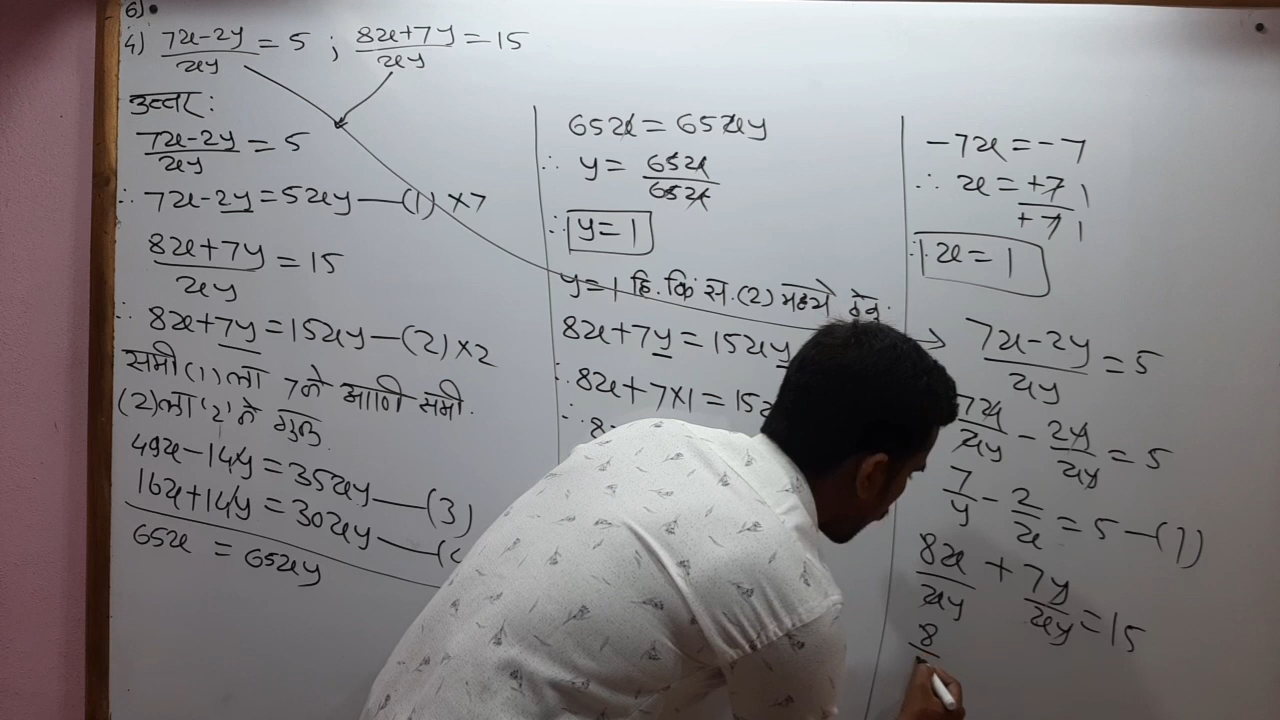 6).
4) 7x-2y/xy = 5 ; 8x+7y/xy = 15
उत्तर:
7x-2y/xy = 5
∴ 7x-2y = 5xy — (1) ×7
8x+7y/xy = 15
∴ 8x+7y = 15xy — (2) ×2
समी (1) ला 7 ने आणि समी.
(2) ला '2' ने गुणू
49x-14y = 35xy — (3)
16x+14y = 30xy —
65x = 65xy
65x = 65xy
∴ y = 65x/65x
∴ y=1
y=1 हि. किं स. (2) मध्ये ठेवू
8x+7y = 15xy
∴ 8x+7×1 = 15
∴ 8
-7x = -7
∴ x = +7/+7 1 1
∴ x = 1
7x-2y/xy = 5
7x/xy - 2y/xy = 5
7/y - 2/x = 5 — (1)
8x/xy + 7y/xy = 15
8